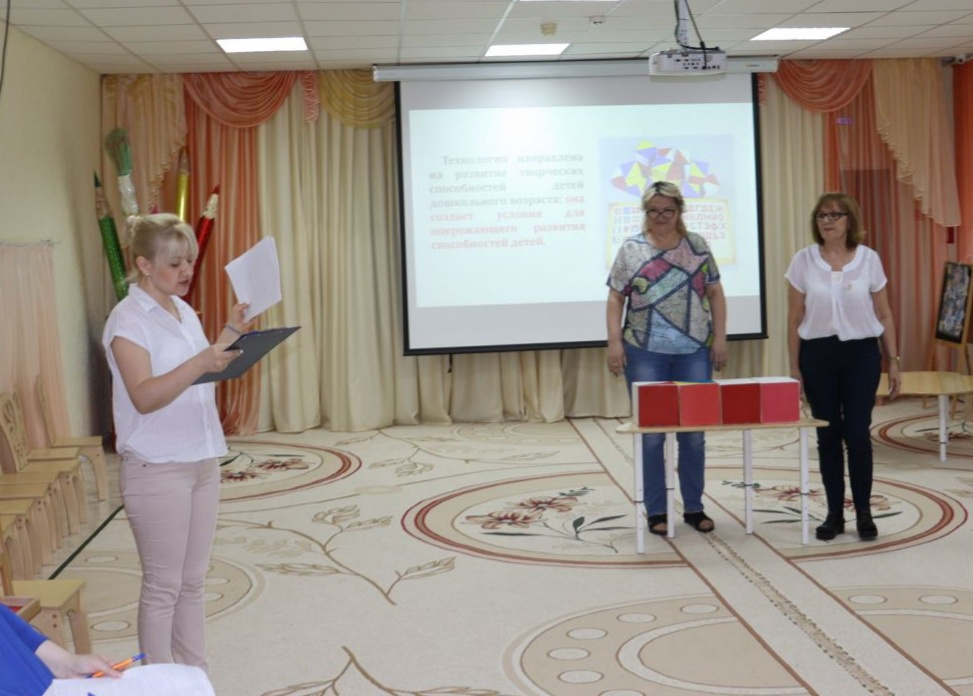 Технология направлена
на развитие творческих
способностей детей
дошкольного возраста; она
создает условия для
опережающего развития
способностей детей.